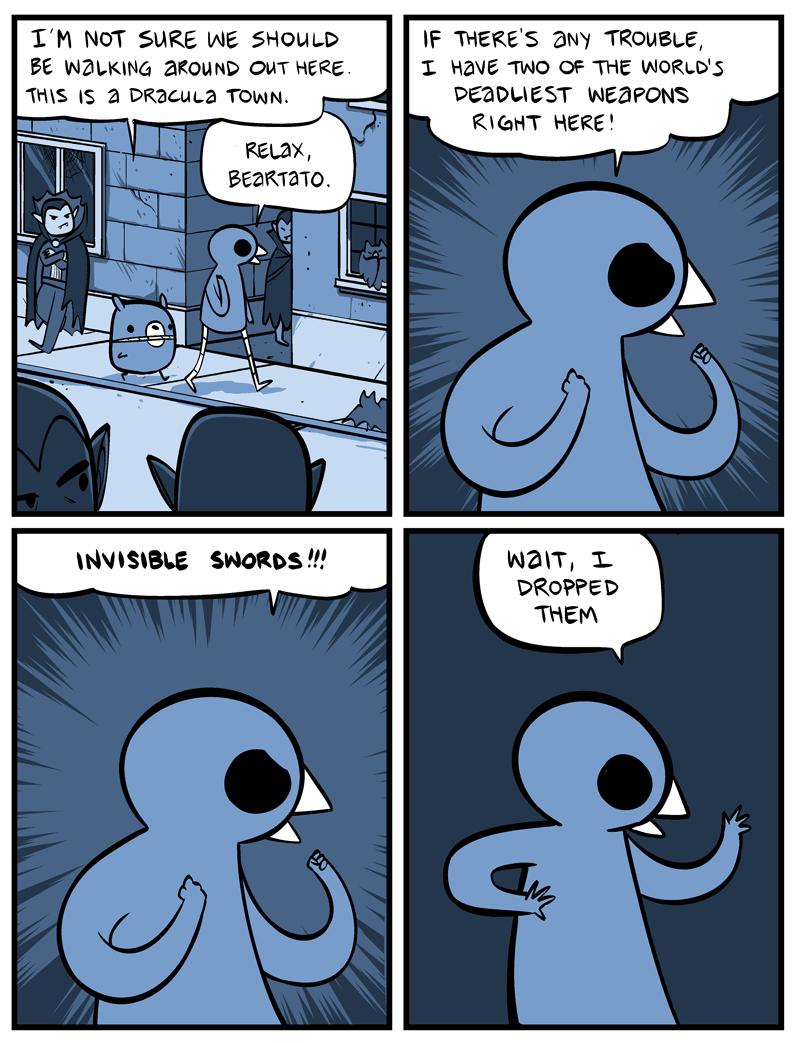 I'M NOT SURE WE SHOULD
BE WALKING AROUND OUT HERE.
THIS IS A DRACULA TOWN.
RELAX,
BEARTATO.
IF THERE'S ANY TROUBLE,
I HAVE TWO OF THE WORLD'S
DEADLIEST WEAPONS
RIGHT HERE!
INVISIBLE SWORDS!!!
WAIT, I
DROPPED
THEM